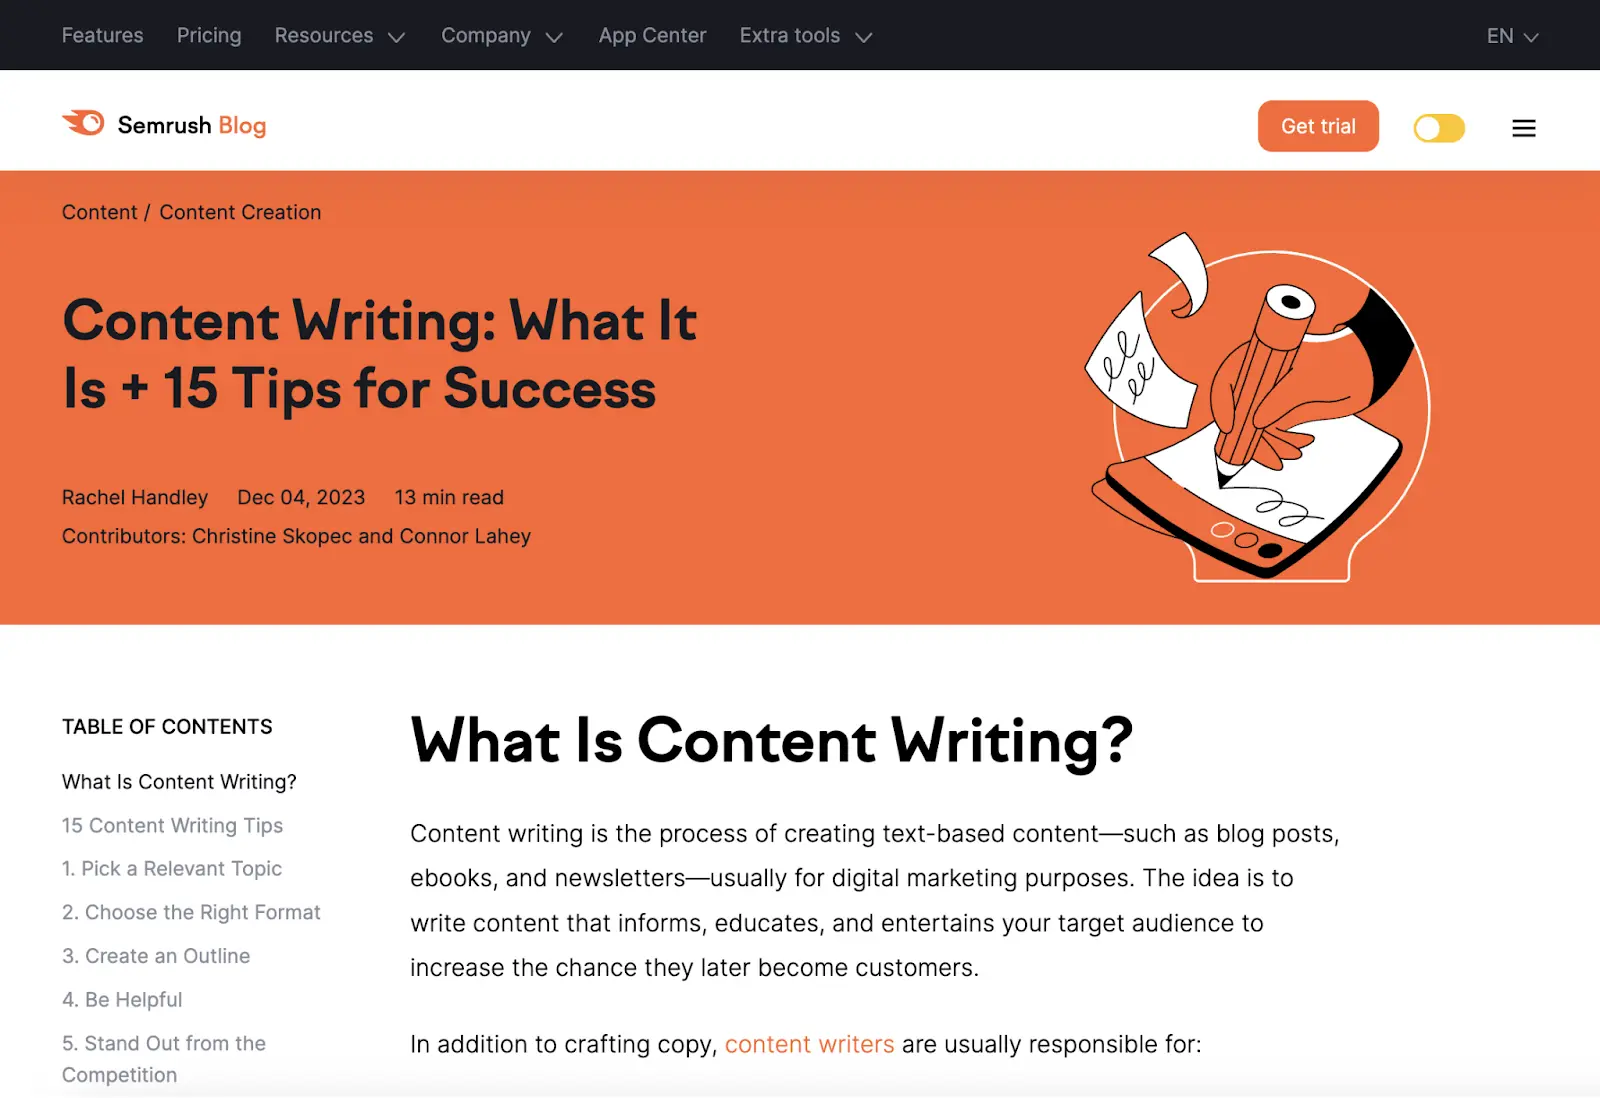 Features Pricing Resources Company App Center Extra tools EN
Semrush Blog
Get trial
Content / Content Creation
Content Writing: What It
Is + 15 Tips for Success
Rachel Handley Dec 04, 2023 13 min read
Contributors: Christine Skopec and Connor Lahey
TABLE OF CONTENTS
What Is Content Writing?
15 Content Writing Tips
1. Pick a Relevant Topic
2. Choose the Right Format
3. Create an Outline
4. Be Helpful
5. Stand Out from the
Competition
What Is Content Writing?
Content writing is the process of creating text-based content—such as blog posts,
ebooks, and newsletters—usually for digital marketing purposes. The idea is to
write content that informs, educates, and entertains your target audience to
increase the chance they later become customers.
In addition to crafting copy, content writers are usually responsible for: